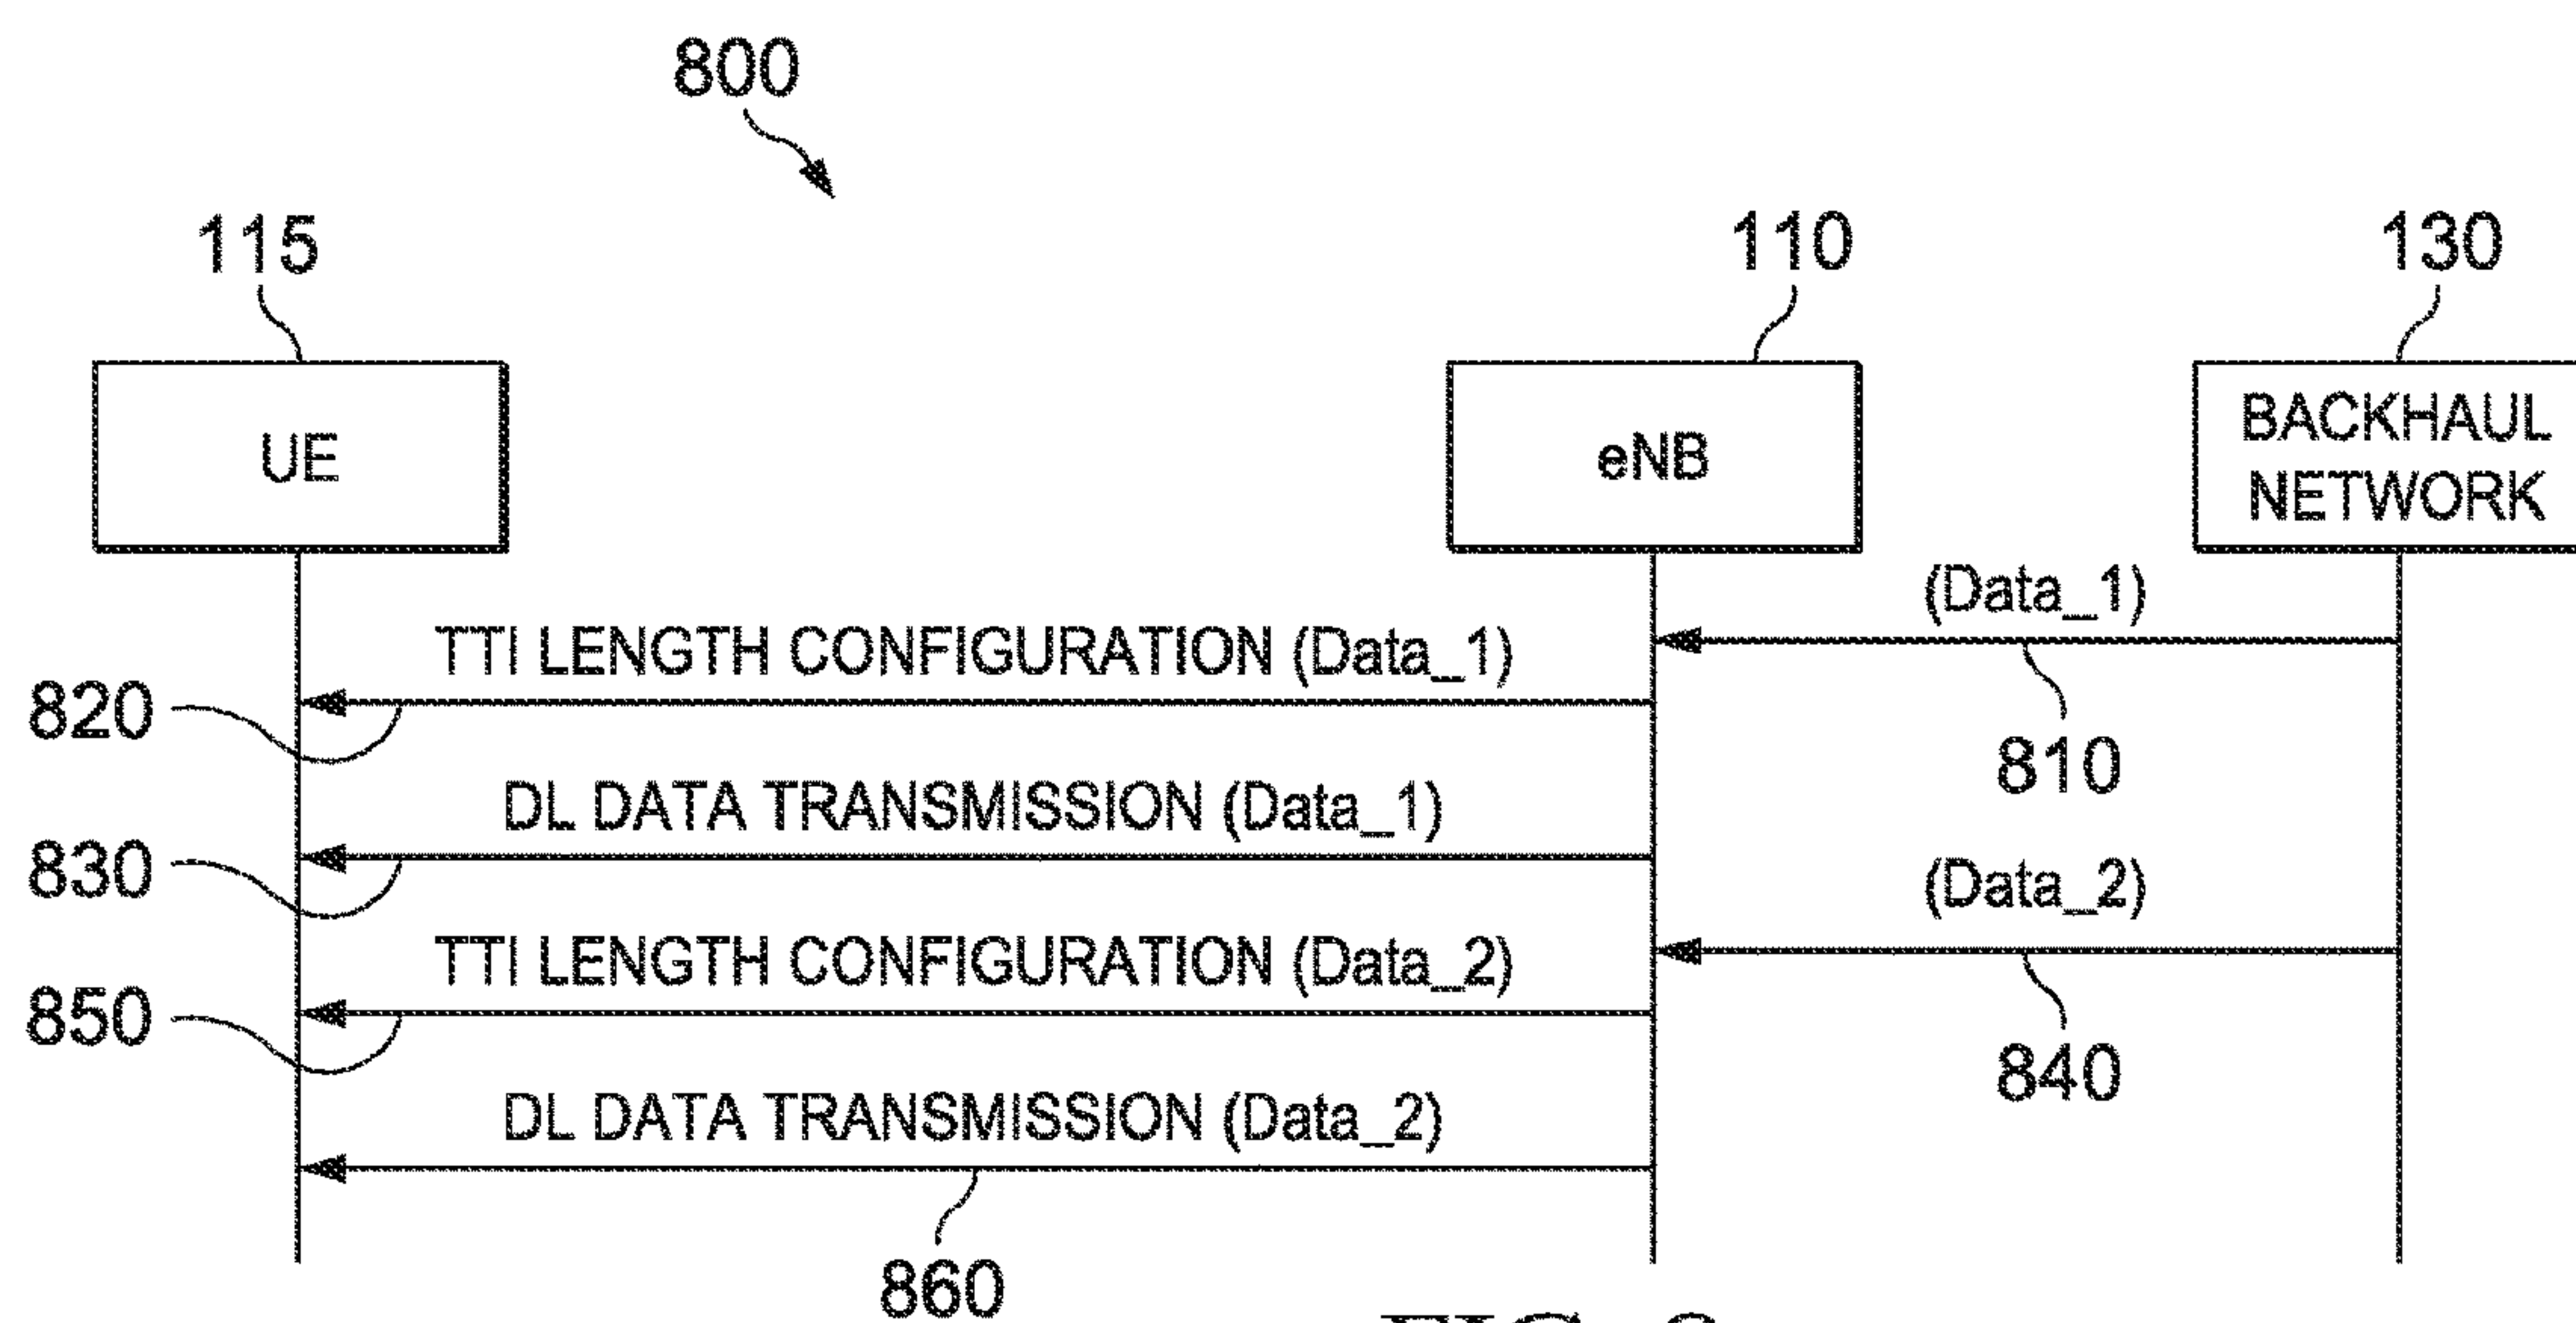 800
115
110
130
UE
eNB
BACKHAUL
NETWORK
(Data_1)
TTI LENGTH CONFIGURATION (Data_1)
820
810
DL DATA TRANSMISSION (Data_1)
830
(Data_2)
TTI LENGTH CONFIGURATION (Data_2)
850
840
DL DATA TRANSMISSION (Data_2)
860